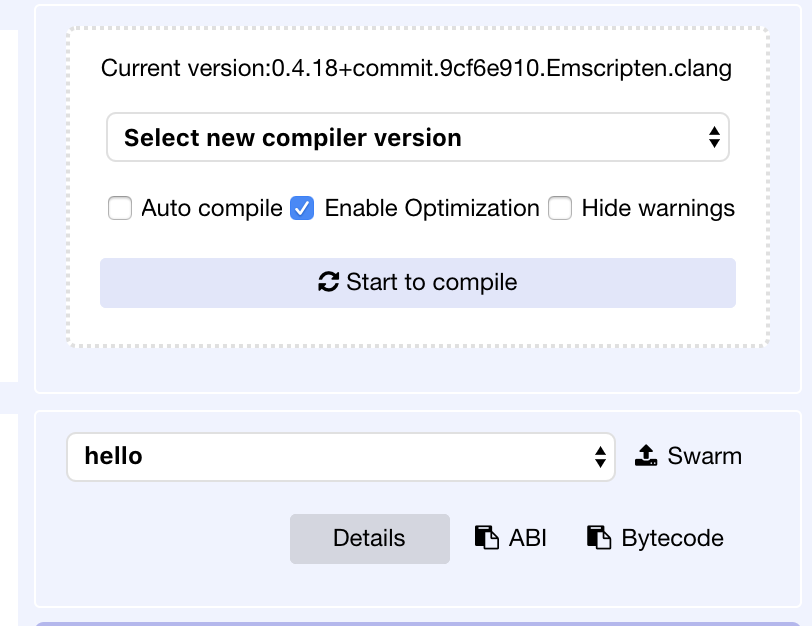 Current version:0.4.18+commit.9cf6e910.Emscripten.clang
Select new compiler version
Auto compile Enable Optimization Hide warnings
Start to compile
hello Swarm
Details ABI Bytecode